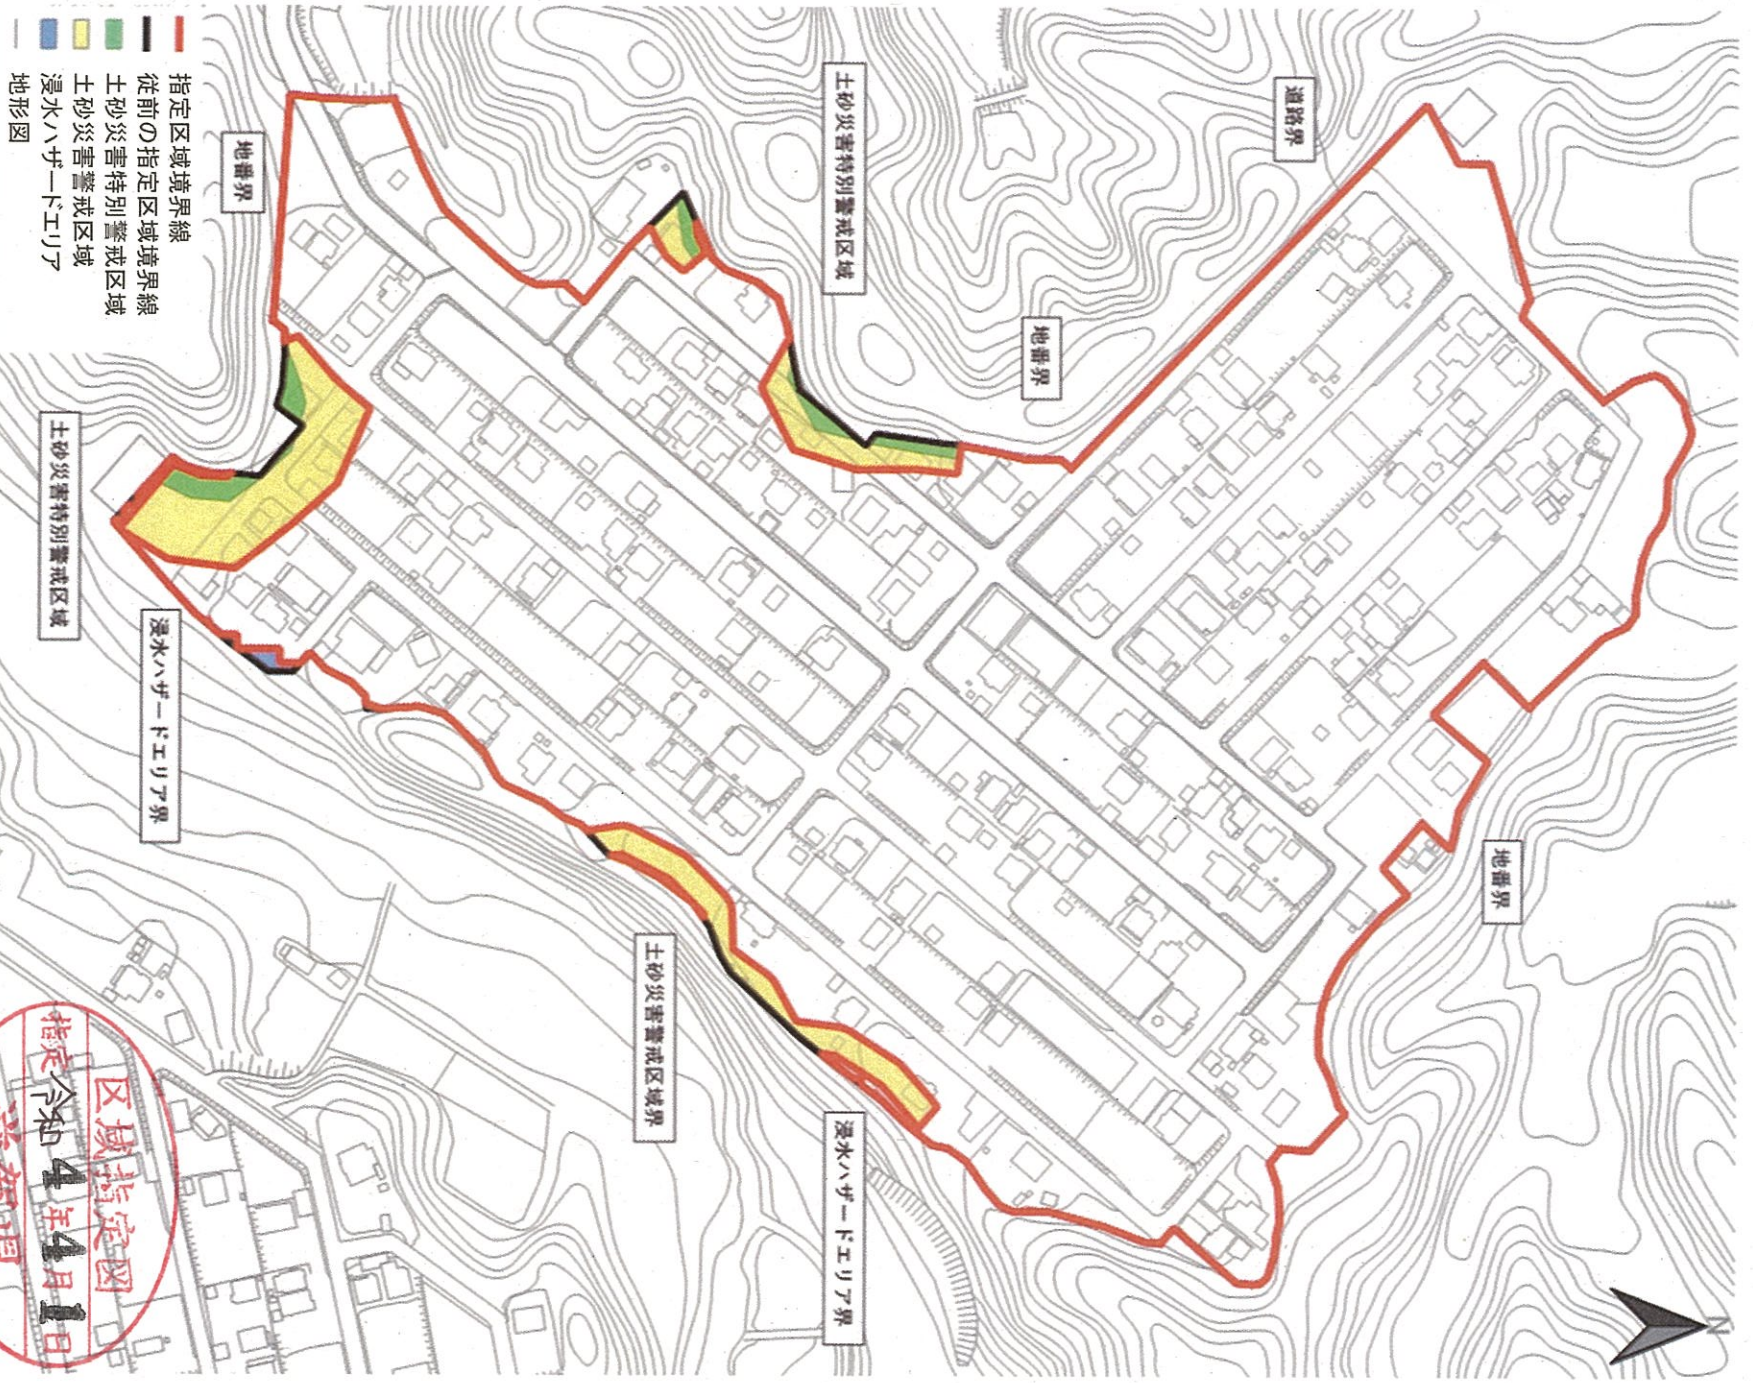 指定区域境界線
従前の指定区域境界線
土砂災害特別警戒区域
土砂災害警戒区域
浸水ハザードエリア
地形図
地番界
土砂災害特別警戒区域
道路界
地番界
土砂災害特別警戒区域
浸水ハザードエリア界
地番界
土砂災害警戒区域界
浸水ハザードエリア界
N
区域指定図
指定 令和4年4月1日